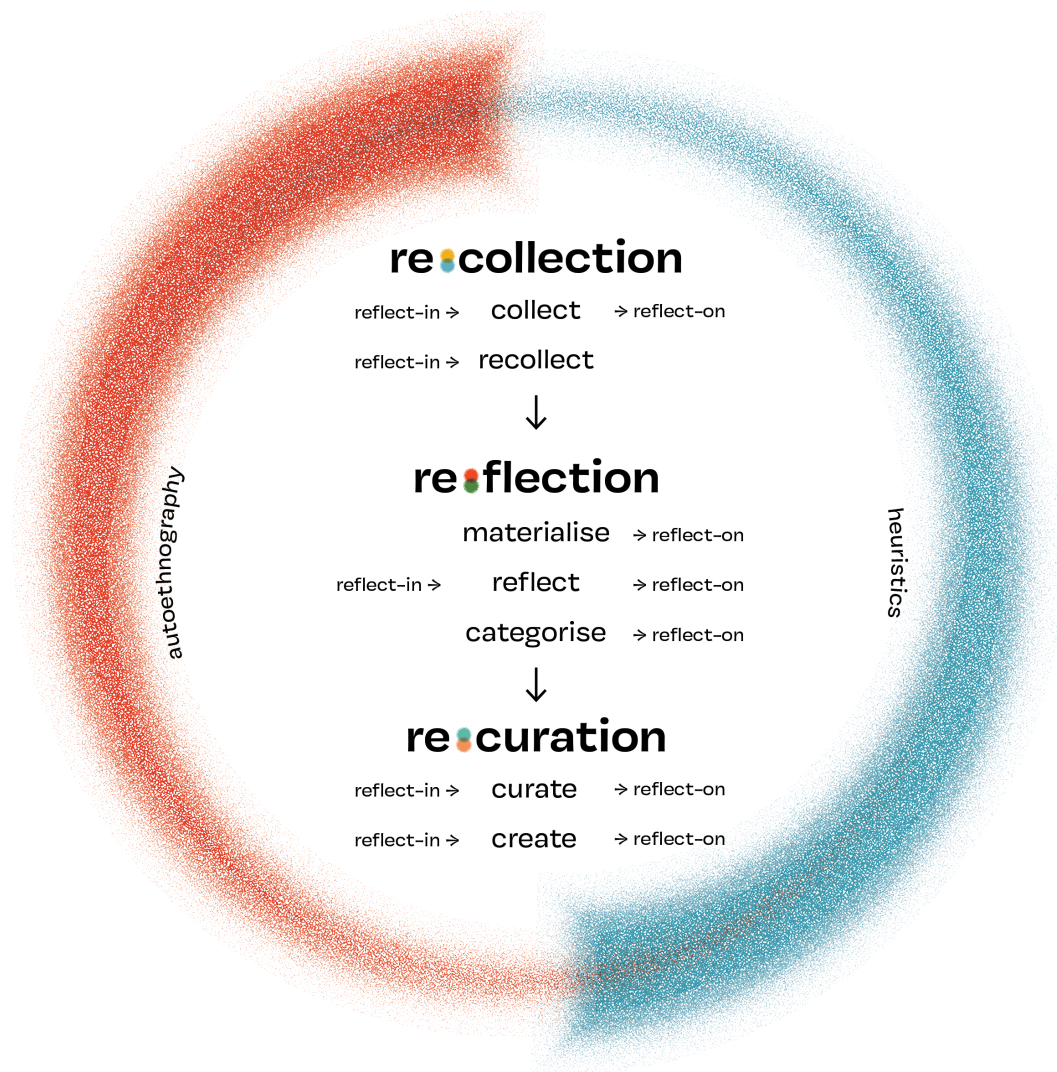 re:collection
reflect-in → collect → reflect-on
reflect-in → recollect
↓
re:flection
materialise → reflect-on
reflect-in → reflect → reflect-on
categorise → reflect-on
↓
re:curation
reflect-in → curate → reflect-on
reflect-in → create → reflect-on
autoethnography
heuristics